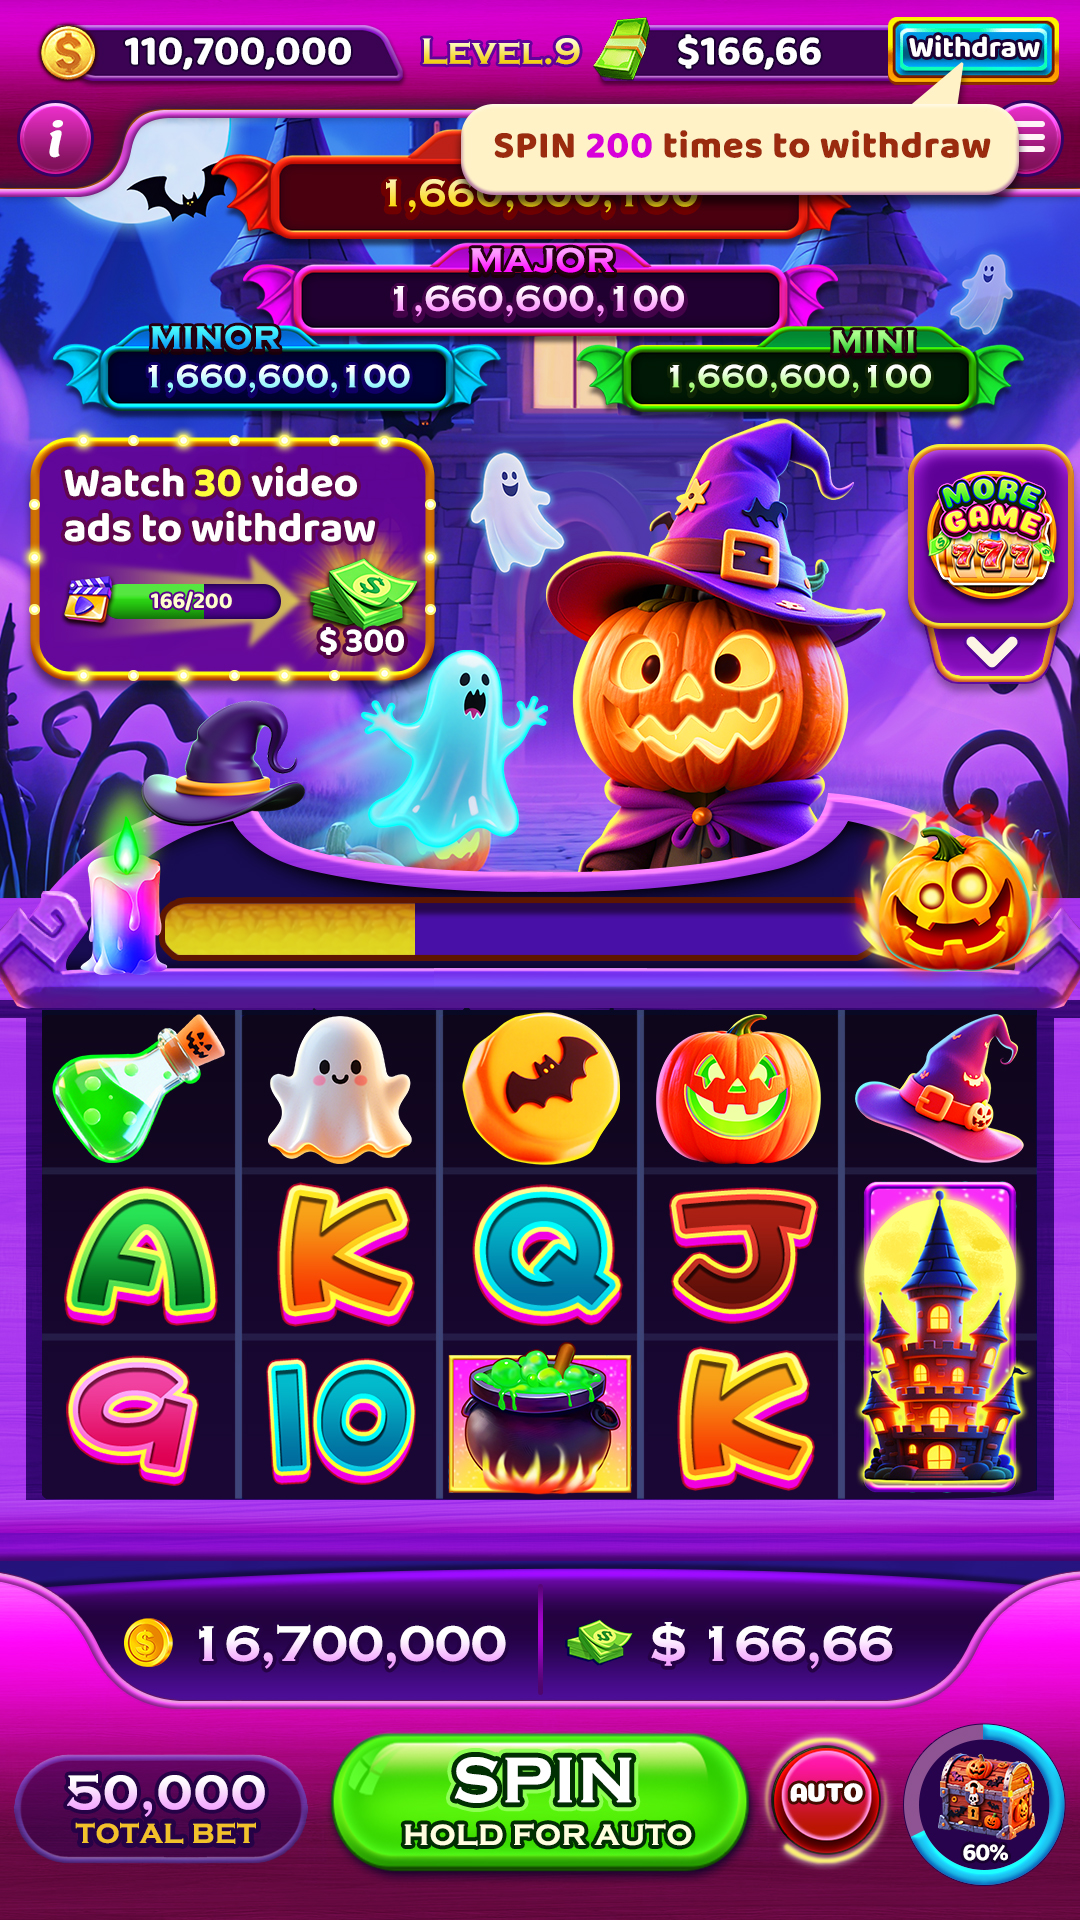 110,700,000
LEVEL.9
$166,66
Withdraw
i
SPIN 200 times to withdraw
MAJOR
1,660,600,100
MINOR
1,660,600,100
MINI
1,660,600,100
Watch 30 video
ads to withdraw
166/200
$ 300
MORE
GAME
777
A K Q J
9 10 K
16,700,000
$ 166,66
50,000
TOTAL BET
SPIN
HOLD FOR AUTO
AUTO
60%